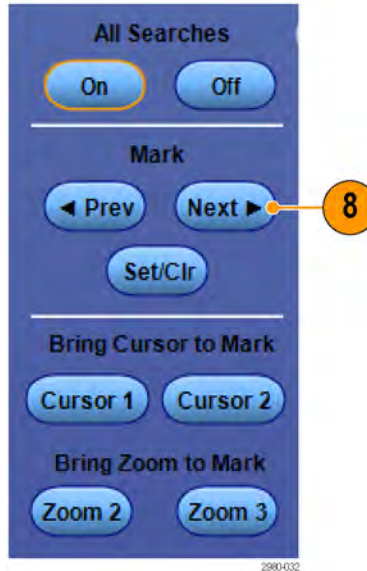 All Searches
On Off
Mark
◄ Prev Next ►
8
Set/Clr
Bring Cursor to Mark
Cursor 1 Cursor 2
Bring Zoom to Mark
Zoom 2 Zoom 3
2980-032